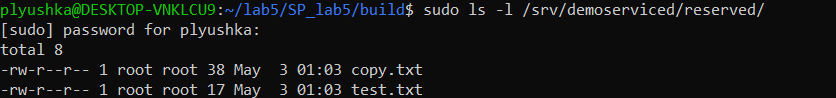 plyushka@DESKTOP-VNKLCU9:~/lab5/SP_lab5/build$ sudo ls -l /srv/demoserviced/reserved/
[sudo] password for plyushka:
total 8
-rw-r--r-- 1 root root 38 May  3 01:03 copy.txt
-rw-r--r-- 1 root root 17 May  3 01:03 test.txt